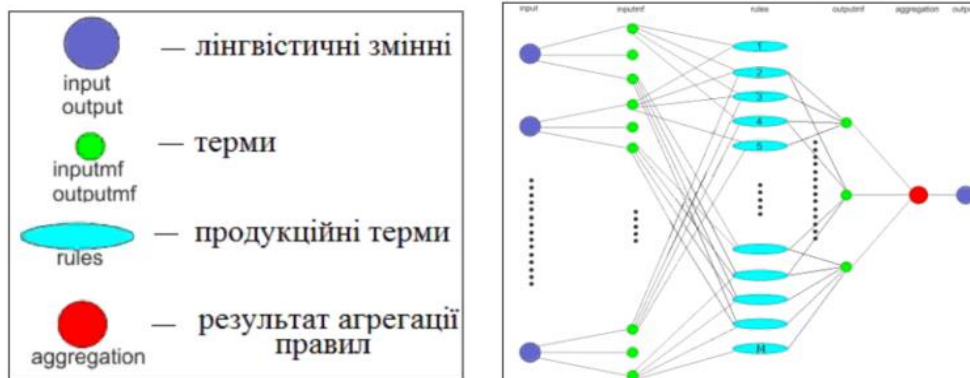 — лінгвістичні змінні
input
output
— терми
inputmf
outputmf
— продукційні терми
rules
— результат агрегації
правил
aggregation
input inputmf rules outputmf aggregation outp
1
2
3
4
5
N